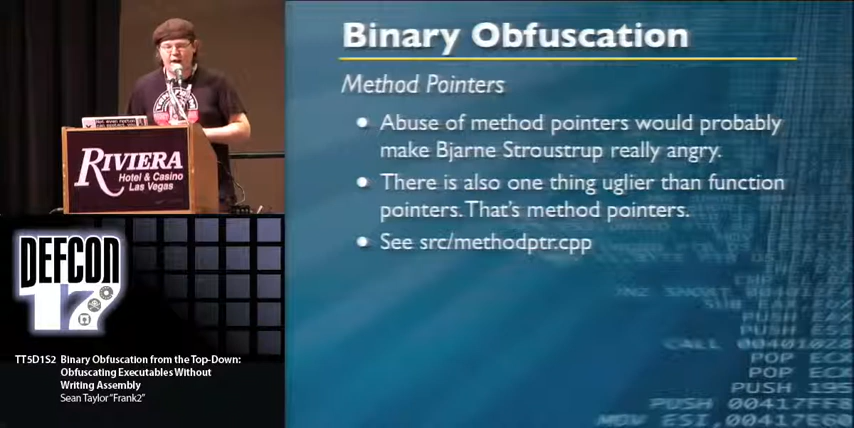 Binary Obfuscation
Method Pointers
Abuse of method pointers would probably
make Bjarne Stroustrup really angry.
There is also one thing uglier than function
pointers. That's method pointers.
See src/methodptr.cpp
RIVIERA
Hotel & Casino
Las Vegas
DEFCON
17
TT5D1S2 Binary Obfuscation from the Top-Down:
Obfuscating Executables Without
Writing Assembly
Sean Taylor "Frank2"
PUSH EAX
PUSH ESI
CALL 00401028
POP ECX
POP ECX
PUSH 195
PUSH 00417FF8
MOV ESI,00417E60